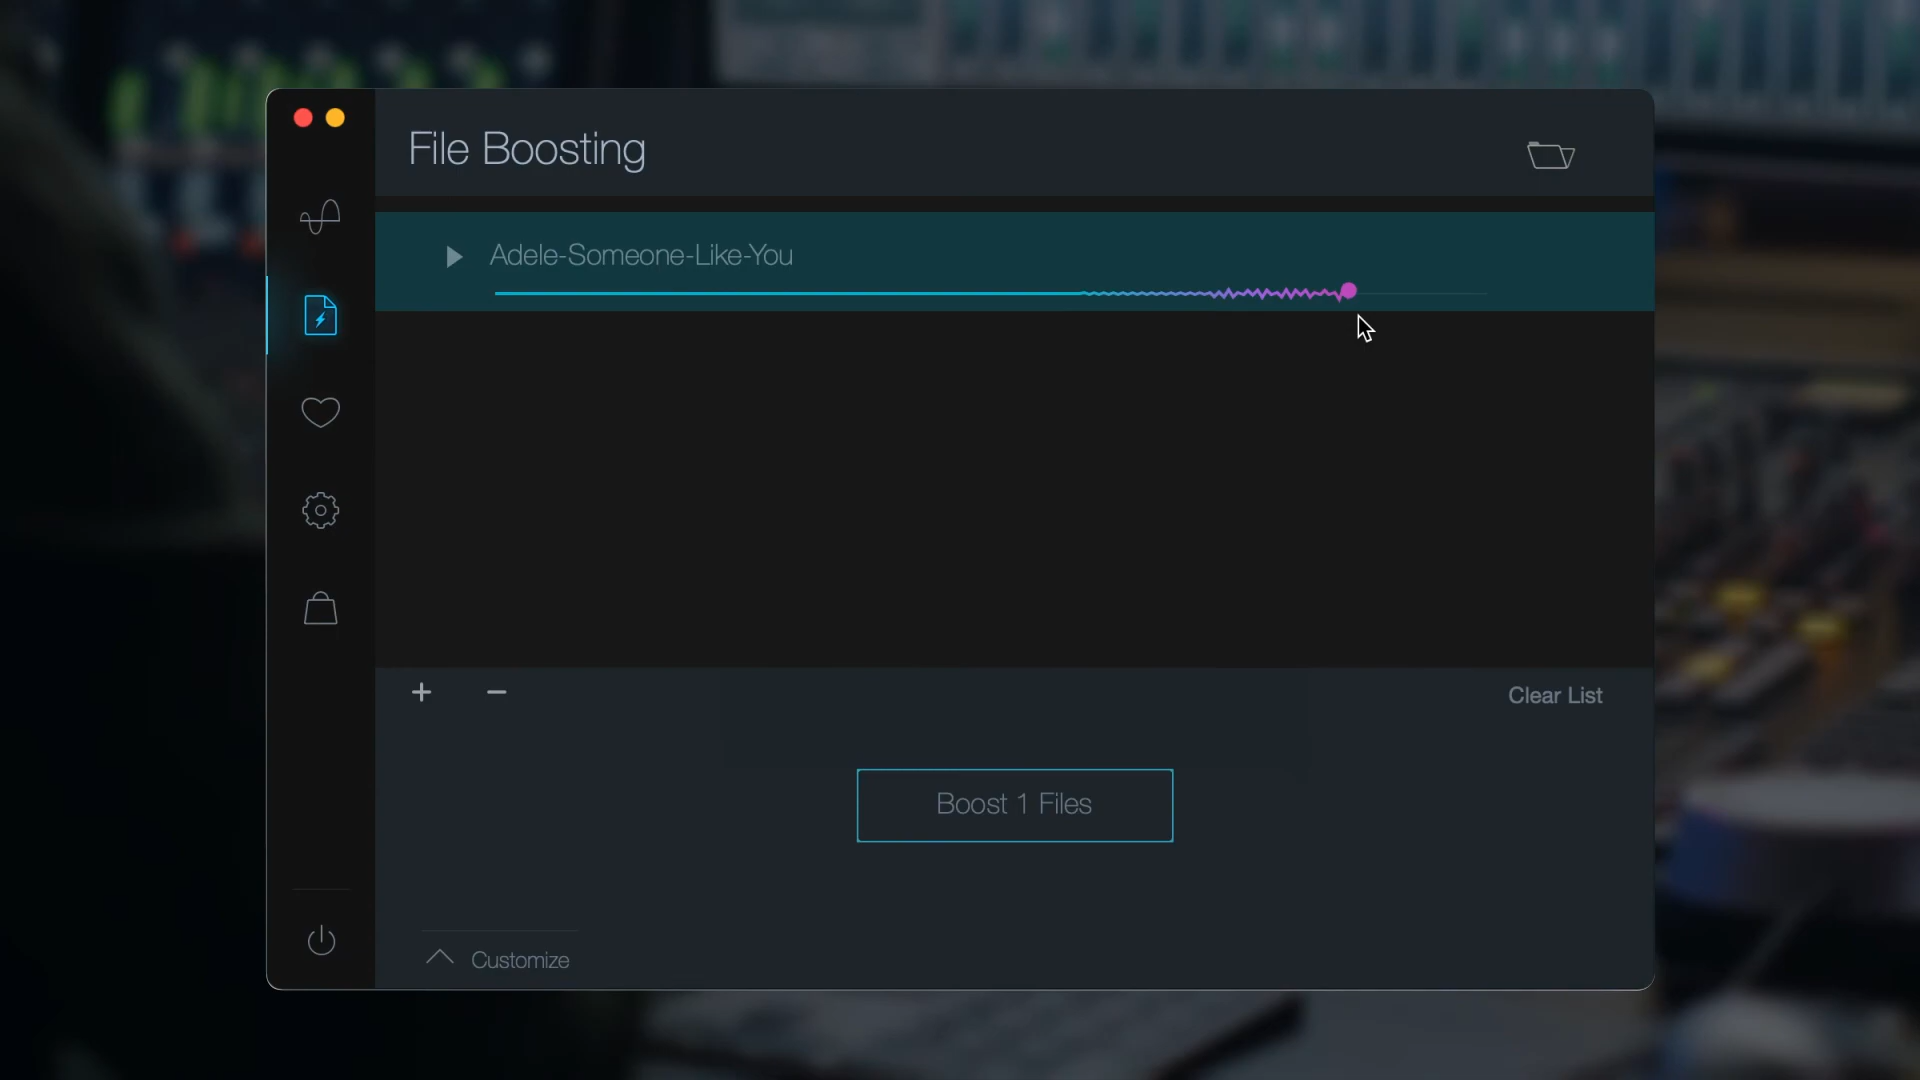 File Boosting
Adele-Someone-Like-You
Clear List
Boost 1 Files
Customize